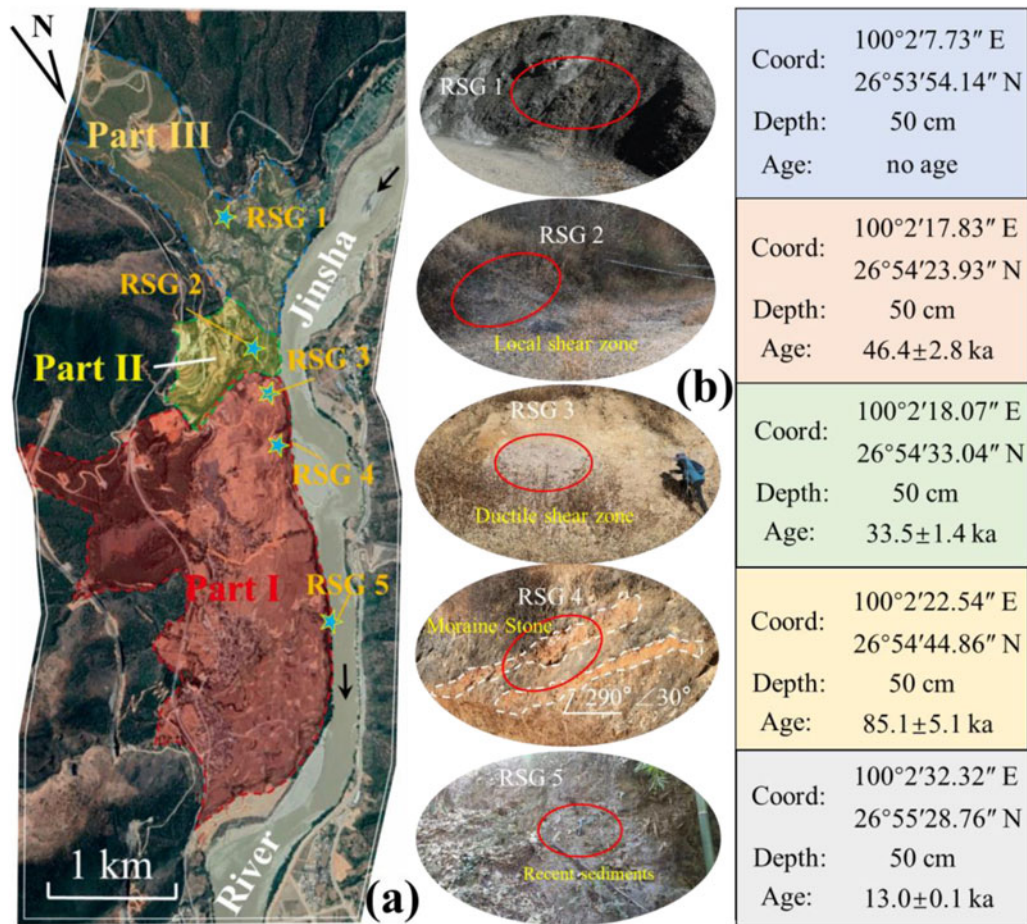 N
Part III
RSG 1
RSG 2
Part II
RSG 3
RSG 4
Part I
RSG 5
Jinsha
River
1 km
(a)
RSG 1
RSG 2
Local shear zone
RSG 3
Ductile shear zone
RSG 4
Moraine Stone
290° ∠30°
RSG 5
Recent sediments
(b)
Coord: 100°2′7.73″ E
26°53′54.14″ N
Depth: 50 cm
Age: no age
Coord: 100°2′17.83″ E
26°54′23.93″ N
Depth: 50 cm
Age: 46.4±2.8 ka
Coord: 100°2′18.07″ E
26°54′33.04″ N
Depth: 50 cm
Age: 33.5±1.4 ka
Coord: 100°2′22.54″ E
26°54′44.86″ N
Depth: 50 cm
Age: 85.1±5.1 ka
Coord: 100°2′32.32″ E
26°55′28.76″ N
Depth: 50 cm
Age: 13.0±0.1 ka